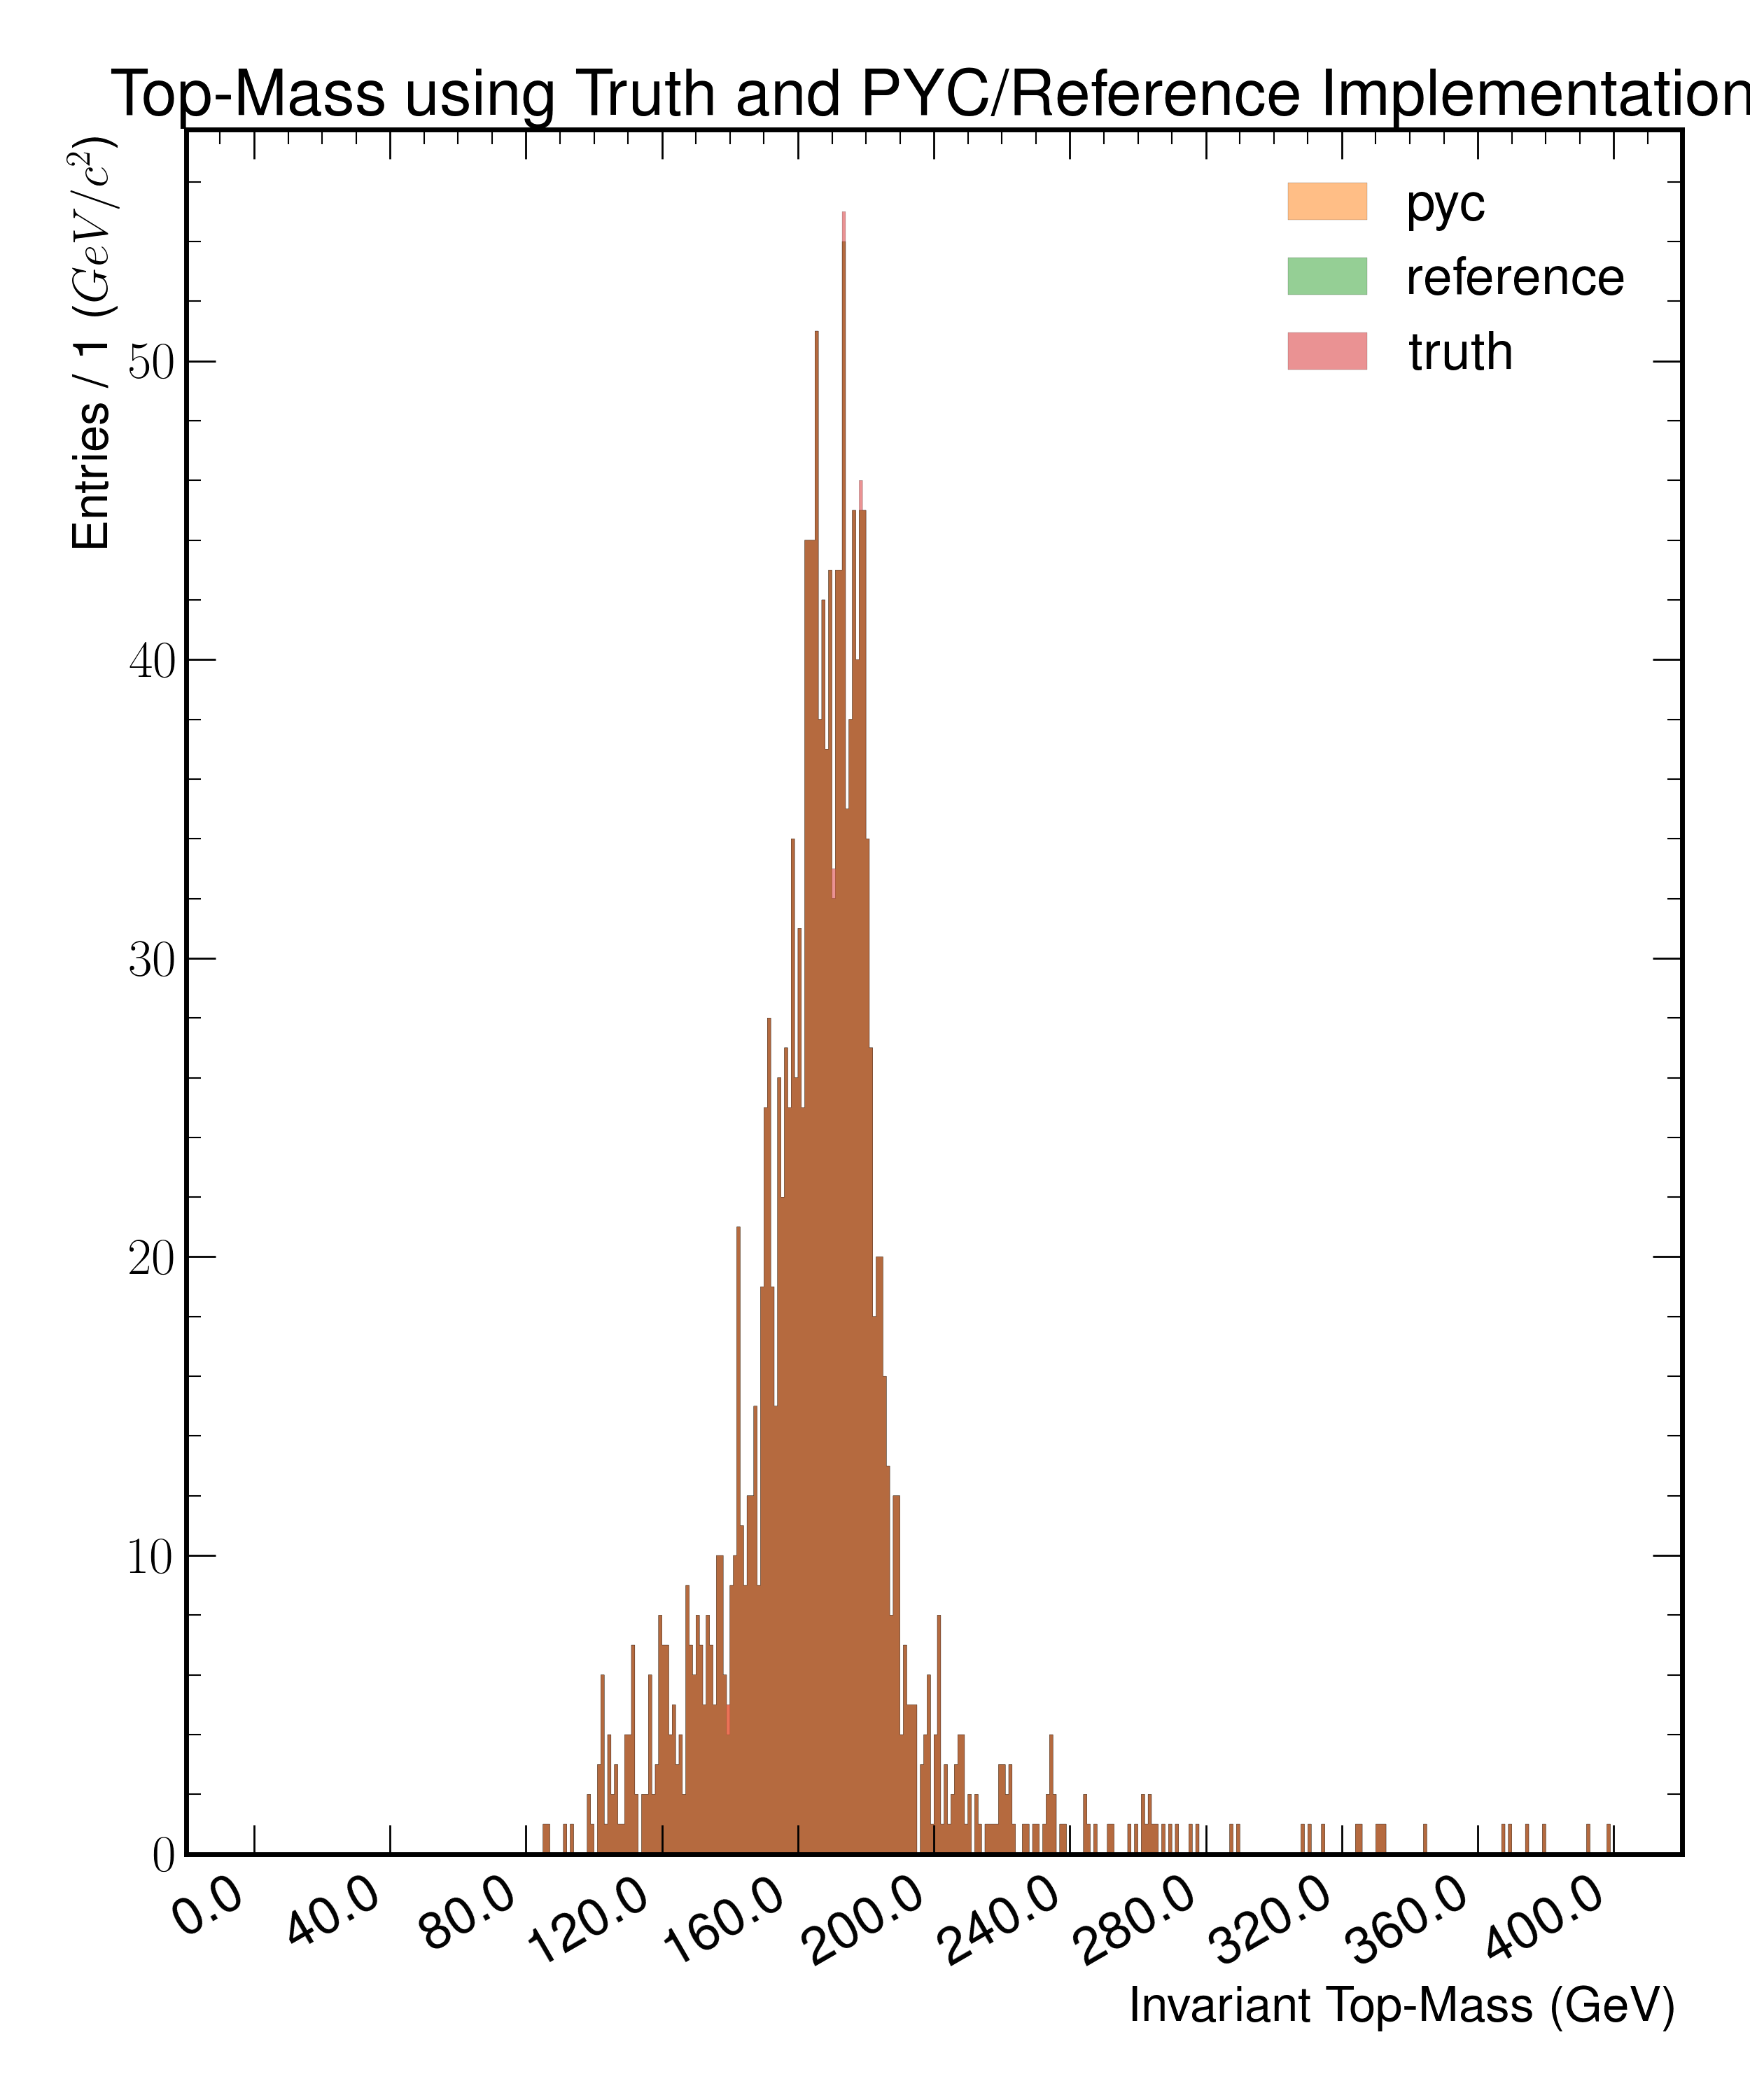 Top-Mass using Truth and PYC/Reference Implementation
Entries / 1 (GeV/c²)
pyc
reference
truth
50
40
30
20
10
0
0.0 40.0 80.0 120.0 160.0 200.0 240.0 280.0 320.0 360.0 400.0
Invariant Top-Mass (GeV)